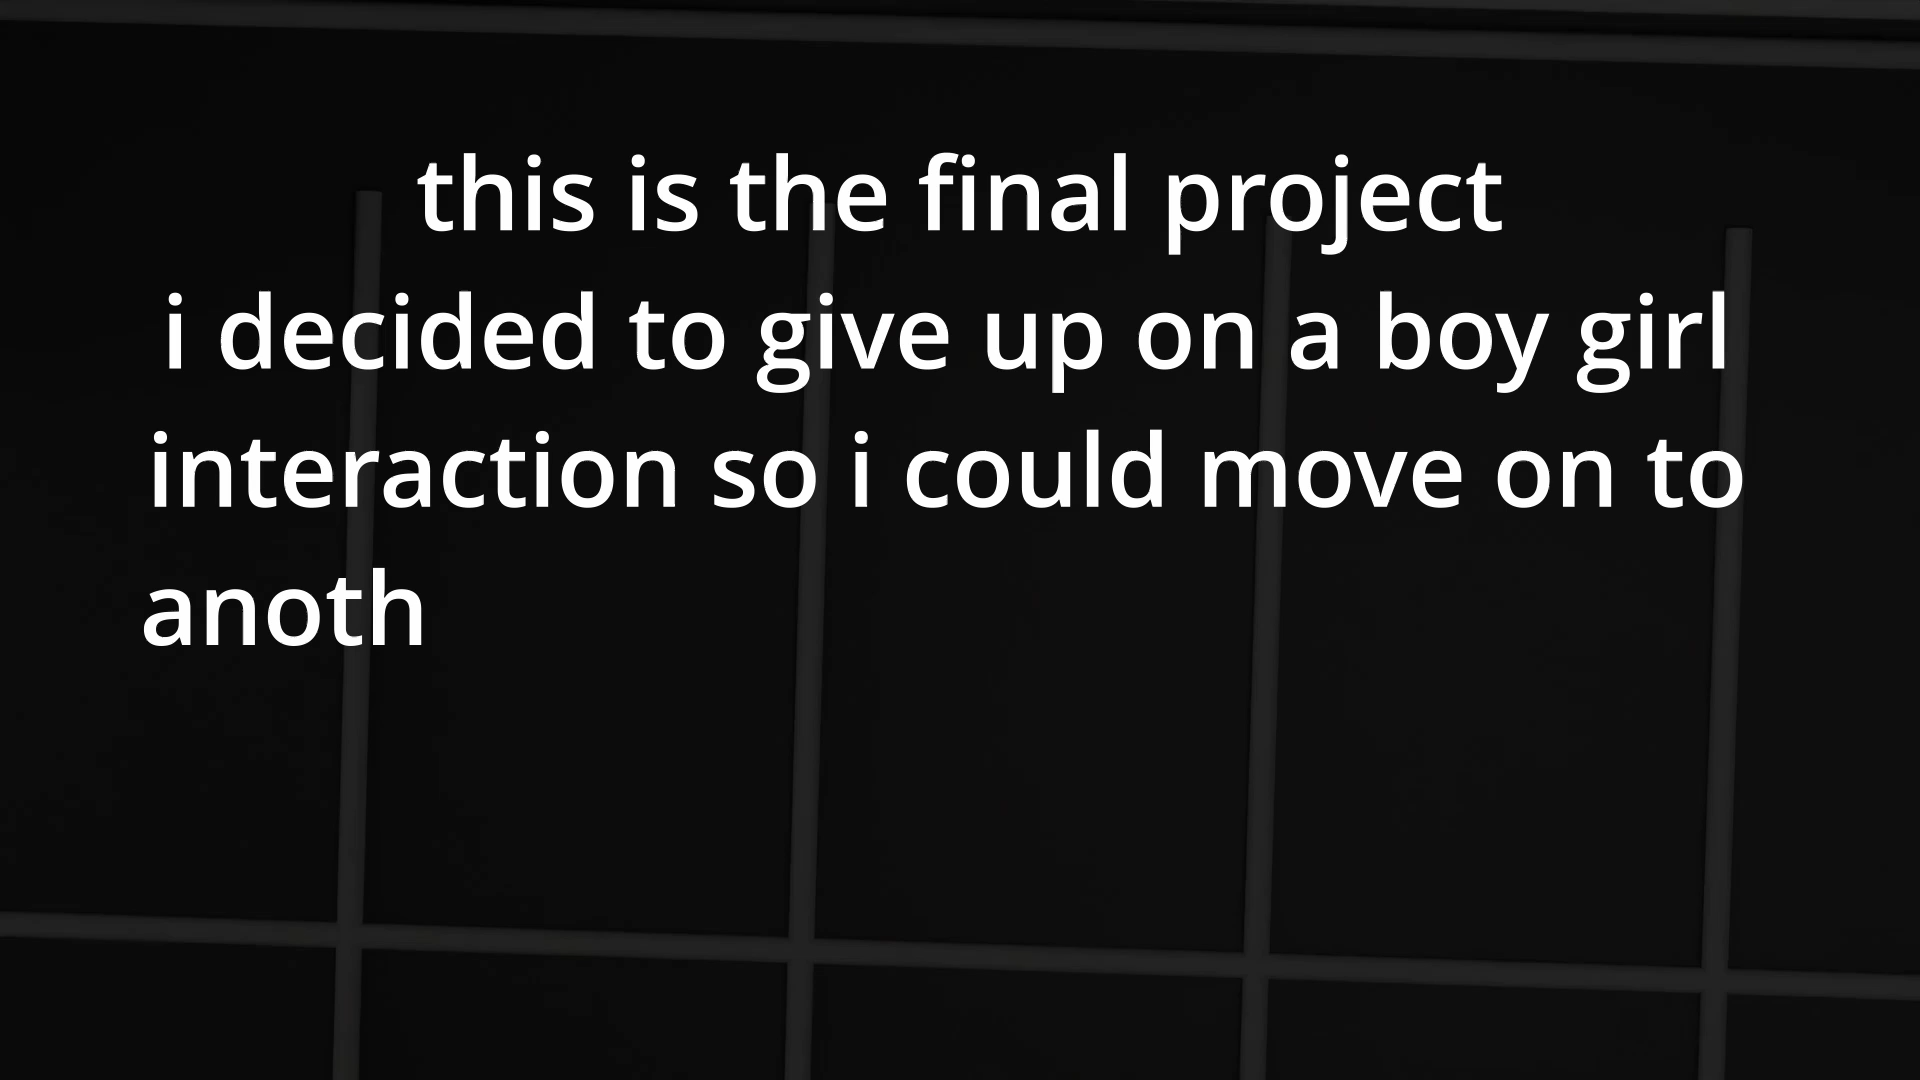 this is the final project
i decided to give up on a boy girl
interaction so i could move on to
anoth